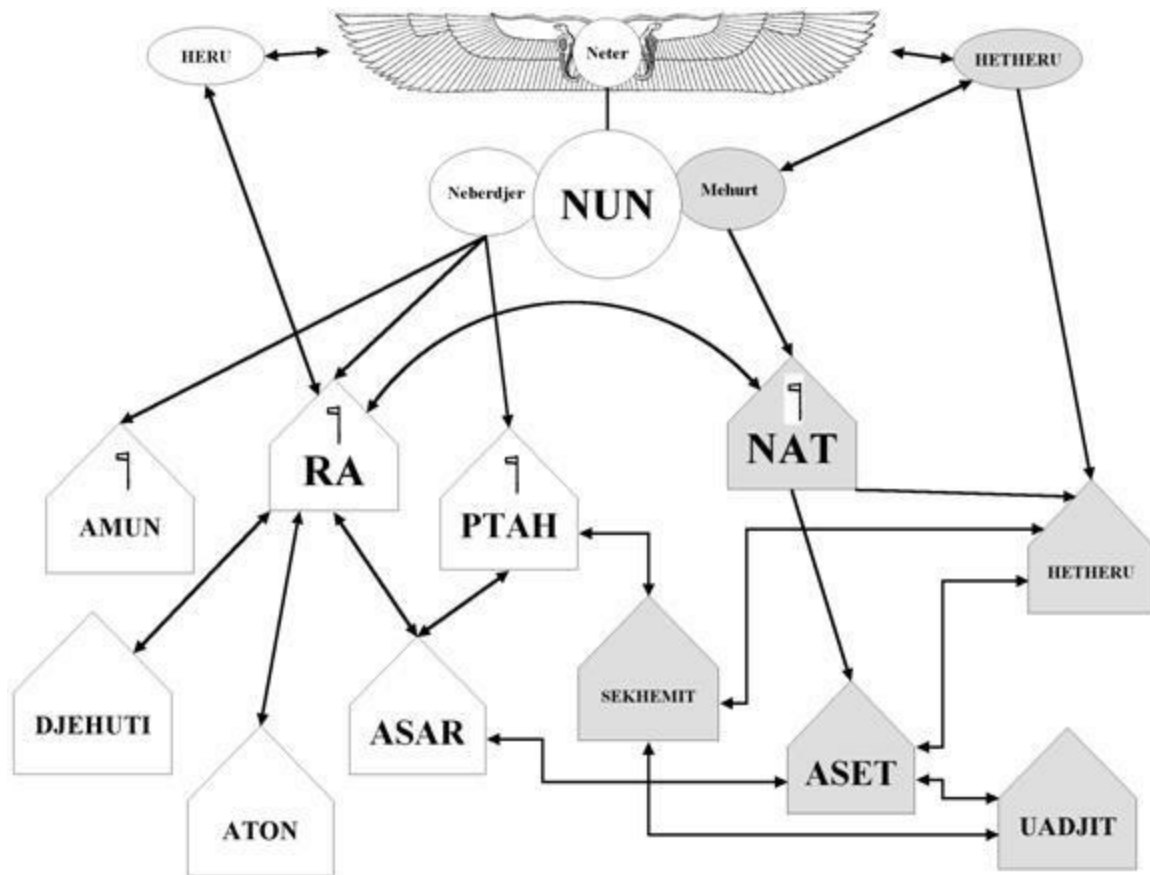 HERU
Neter
HETHERU
Neberdjer
NUN
Mehurt
RA
NAT
AMUN
PTAH
HETHERU
DJEHUTI
ASAR
SEKHEMIT
ASET
ATON
UADJIT